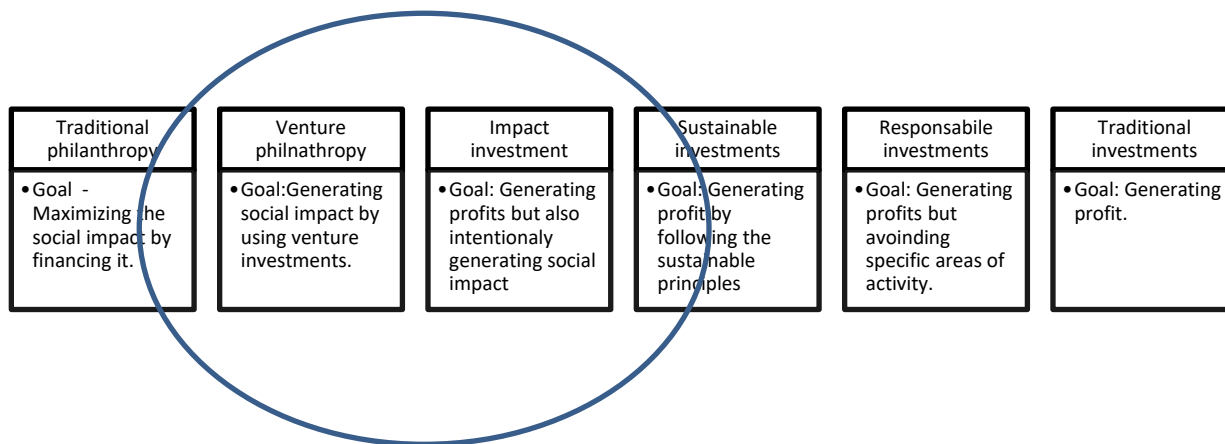 Traditional
philanthropy
•Goal -
Maximizing the
social impact by
financing it.
Venture
philnathropy
•Goal:Generating
social impact by
using venture
investments.
Impact
investment
•Goal: Generating
profits but also
intentionaly
generating social
impact
Sustainable
investments
•Goal: Generating
profit by
following the
sustainable
principles
Responsabile
investments
•Goal: Generating
profits but
avoinding
specific areas of
activity.
Traditional
investments
•Goal: Generating
profit.